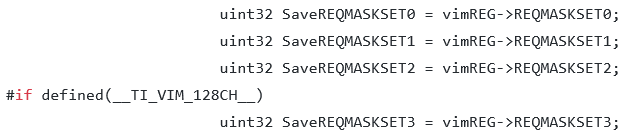 uint32 SaveREQMASKSET0 = vimREG->REQMASKSET0;
uint32 SaveREQMASKSET1 = vimREG->REQMASKSET1;
uint32 SaveREQMASKSET2 = vimREG->REQMASKSET2;
#if defined(__TI_VIM_128CH__)
uint32 SaveREQMASKSET3 = vimREG->REQMASKSET3;